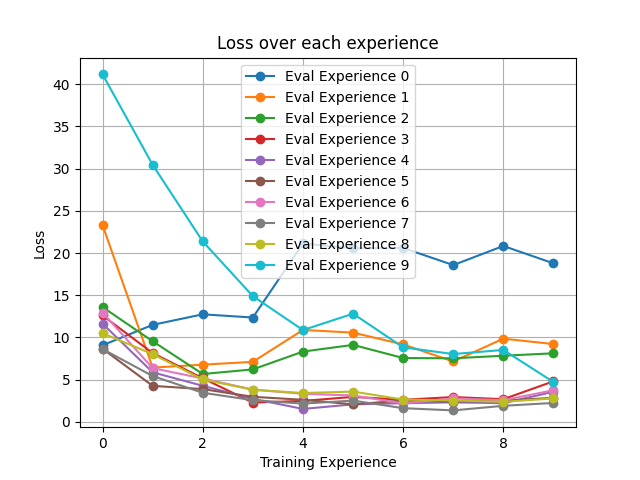 Loss over each experience
Loss
40
35
30
25
20
15
10
5
0
Eval Experience 0
Eval Experience 1
Eval Experience 2
Eval Experience 3
Eval Experience 4
Eval Experience 5
Eval Experience 6
Eval Experience 7
Eval Experience 8
Eval Experience 9
0 2 4 6 8
Training Experience